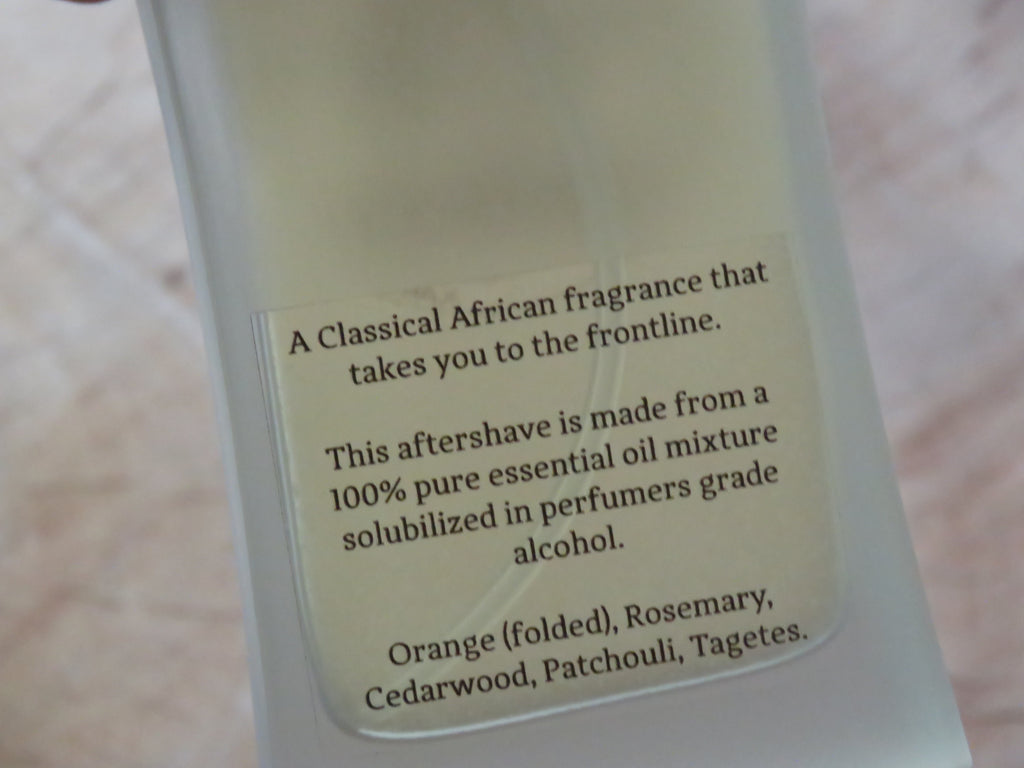 A Classical African fragrance that
takes you to the frontline.
This aftershave is made from a
100% pure essential oil mixture
solubilized in perfumers grade
alcohol.
Orange (folded), Rosemary,
Cedarwood, Patchouli, Tagetes.